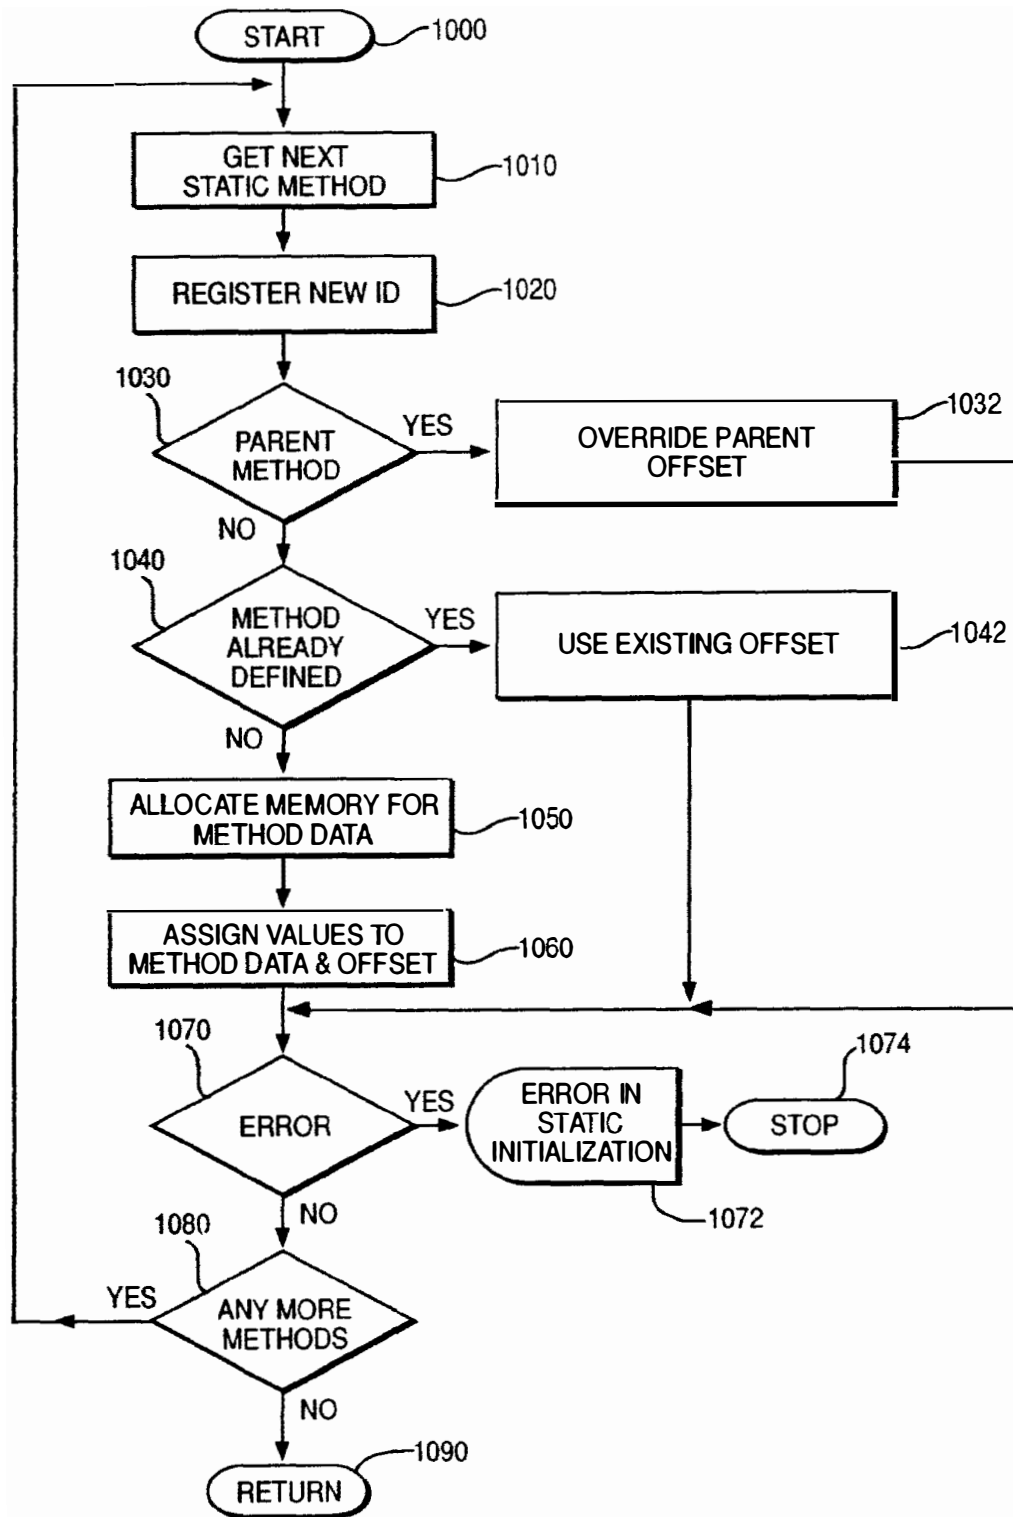 START
1000
GET NEXT
STATIC METHOD
1010
REGISTER NEW ID
1020
1030
PARENT
METHOD
YES
OVERRIDE PARENT
OFFSET
1032
NO
1040
METHOD
ALREADY
DEFINED
YES
USE EXISTING OFFSET
1042
NO
ALLOCATE MEMORY FOR
METHOD DATA
1050
ASSIGN VALUES TO
METHOD DATA & OFFSET
1060
1070
ERROR
YES
ERROR IN
STATIC
INITIALIZATION
1072
STOP
1074
NO
1080
YES
ANY MORE
METHODS
NO
RETURN
1090